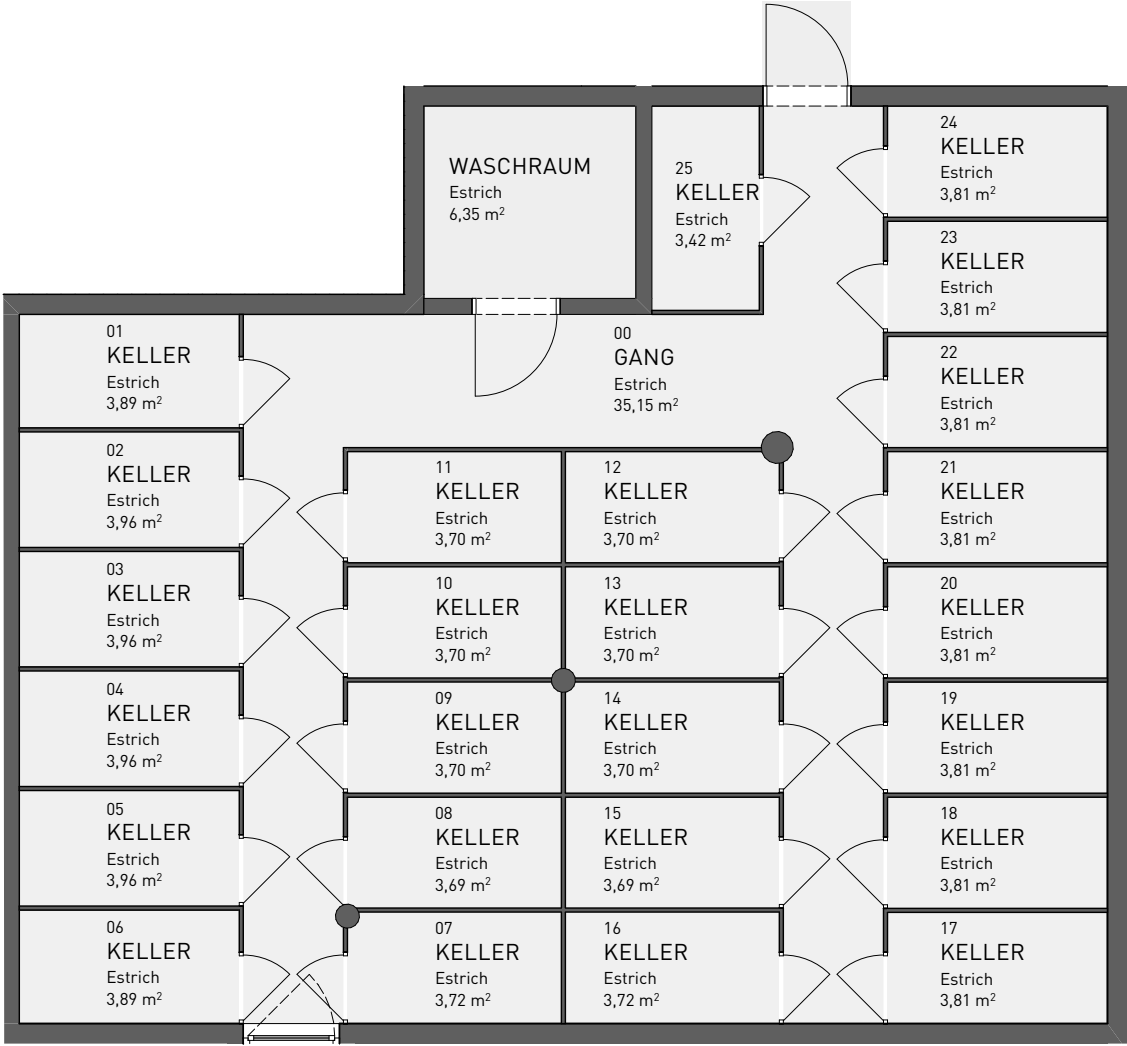 WASCHRAUM
Estrich
6,35 m²
25
KELLER
Estrich
3,42 m²
24
KELLER
Estrich
3,81 m²
23
KELLER
Estrich
3,81 m²
01
KELLER
Estrich
3,89 m²
00
GANG
Estrich
35,15 m²
22
KELLER
Estrich
3,81 m²
02
KELLER
Estrich
3,96 m²
11
KELLER
Estrich
3,70 m²
12
KELLER
Estrich
3,70 m²
21
KELLER
Estrich
3,81 m²
03
KELLER
Estrich
3,96 m²
10
KELLER
Estrich
3,70 m²
13
KELLER
Estrich
3,70 m²
20
KELLER
Estrich
3,81 m²
04
KELLER
Estrich
3,96 m²
09
KELLER
Estrich
3,70 m²
14
KELLER
Estrich
3,70 m²
19
KELLER
Estrich
3,81 m²
05
KELLER
Estrich
3,96 m²
08
KELLER
Estrich
3,69 m²
15
KELLER
Estrich
3,69 m²
18
KELLER
Estrich
3,81 m²
06
KELLER
Estrich
3,89 m²
07
KELLER
Estrich
3,72 m²
16
KELLER
Estrich
3,72 m²
17
KELLER
Estrich
3,81 m²